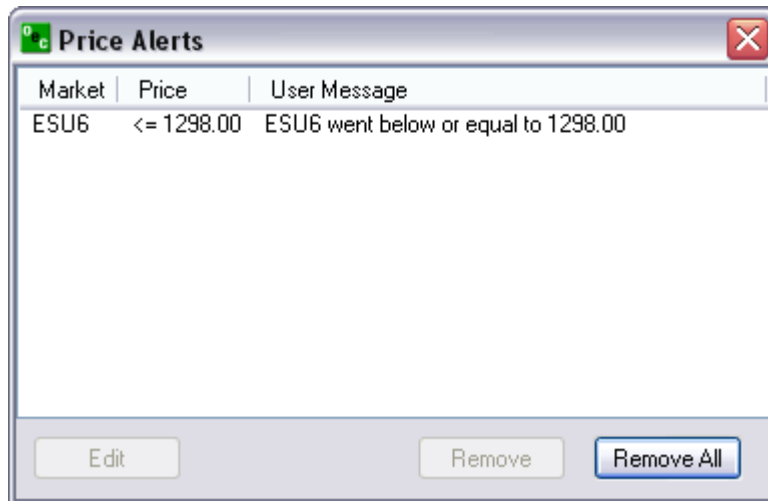 Oec Price Alerts
Market Price User Message
ESU6 <= 1298.00 ESU6 went below or equal to 1298.00
Edit Remove Remove All